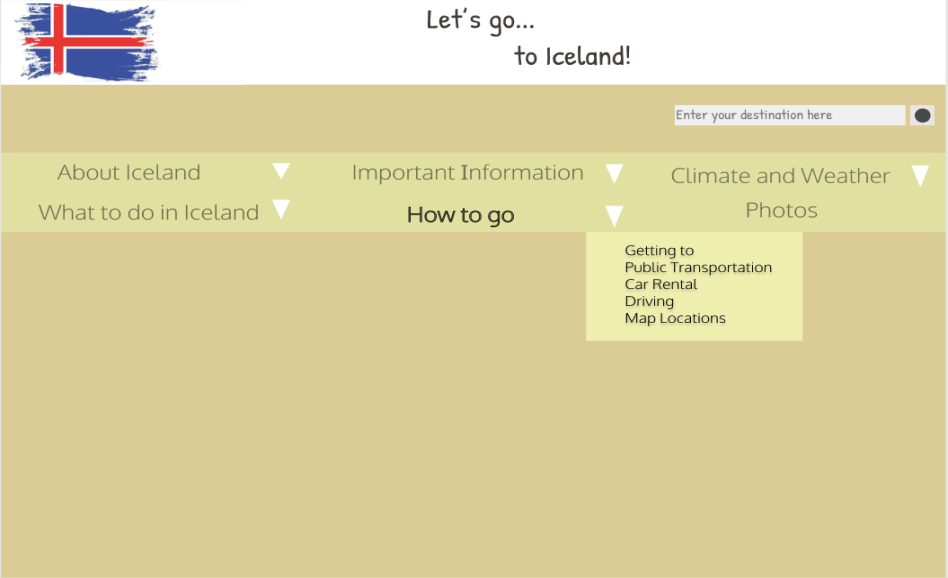 Let's go...
to Iceland!
Enter your destination here
About Iceland
Important Information
Climate and Weather
What to do in Iceland
How to go
Photos
Getting to
Public Transportation
Car Rental
Driving
Map Locations